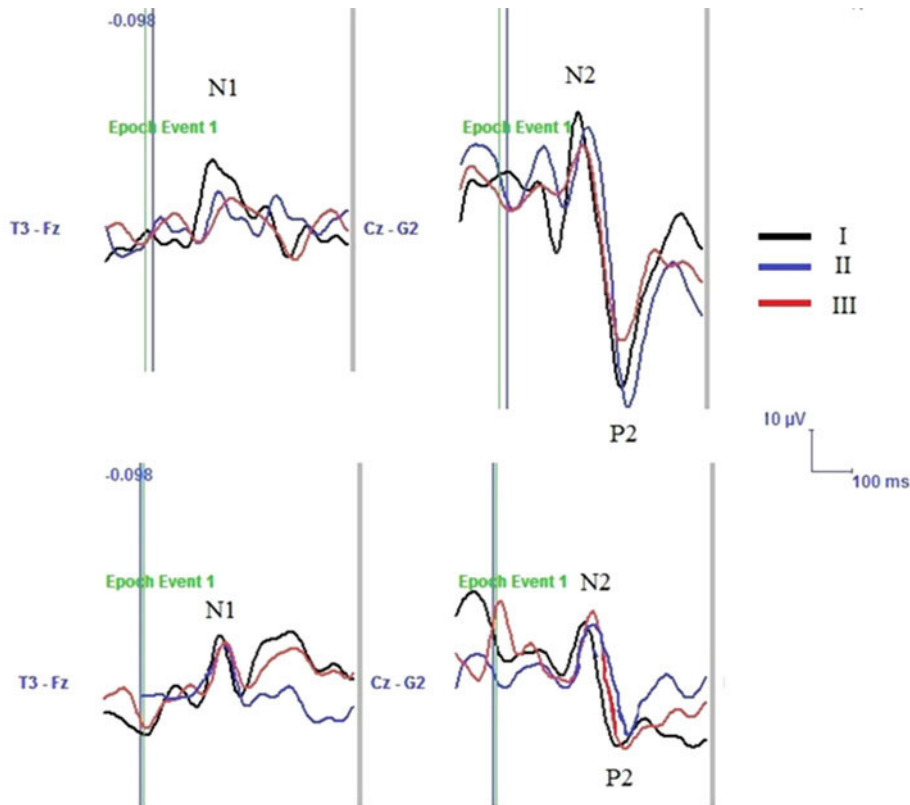 -0.098
N1
N2
Epoch Event 1
Epoch Event 1
T3 - Fz
Cz - G2
I
II
III
P2
10 µV
100 ms
-0.098
Epoch Event 1
Epoch Event 1
N1
N2
T3 - Fz
Cz - G2
P2